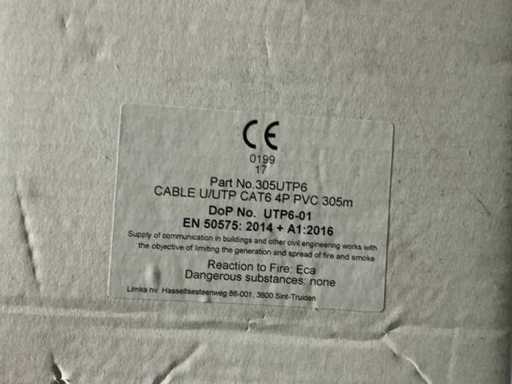 CE
0199
17
Part No.305UTP6
CABLE U/UTP CAT6 4P PVC 305m
DoP No. UTP6-01
EN 50575: 2014 + A1:2016
Supply of communication in buildings and other civil engineering works with
the objective of limiting the generation and spread of fire and smoke
Reaction to Fire: Eca
Dangerous substances: none
Limka nv Hasseltsesteenweg 86-001, 3800 Sint-Truiden